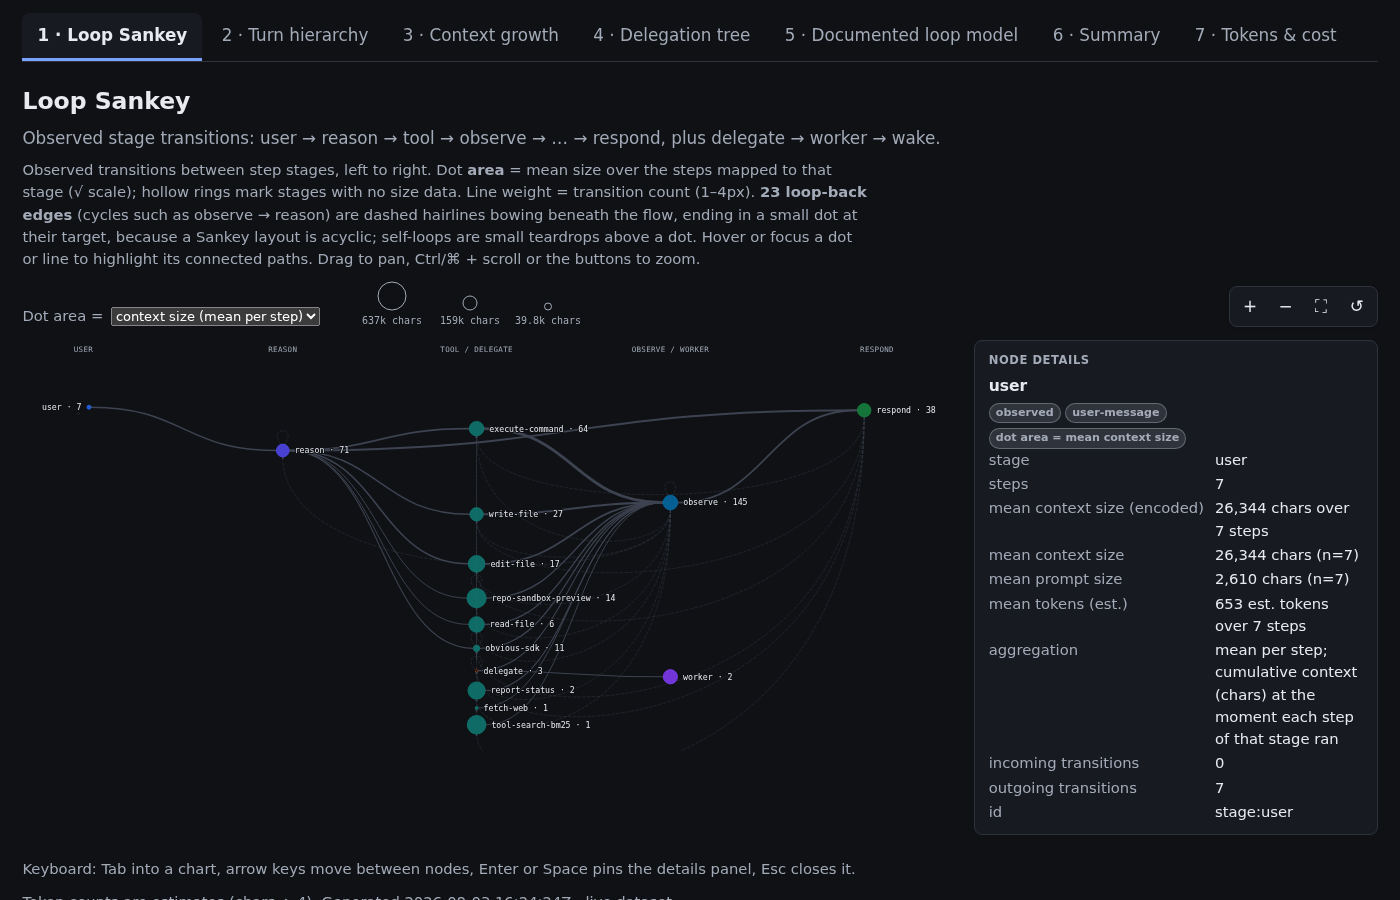 1 · Loop Sankey
2 · Turn hierarchy
3 · Context growth
4 · Delegation tree
5 · Documented loop model
6 · Summary
7 · Tokens & cost
Loop Sankey
Observed stage transitions: user → reason → tool → observe → … → respond, plus delegate → worker → wake.
Observed transitions between step stages, left to right. Dot area = mean size over the steps mapped to that
stage (√ scale); hollow rings mark stages with no size data. Line weight = transition count (1–4px). 23 loop-back
edges (cycles such as observe → reason) are dashed hairlines bowing beneath the flow, ending in a small dot at
their target, because a Sankey layout is acyclic; self-loops are small teardrops above a dot. Hover or focus a dot
or line to highlight its connected paths. Drag to pan, Ctrl/⌘ + scroll or the buttons to zoom.
Dot area =
context size (mean per step)
637k chars
159k chars
39.8k chars
+ − ⛶ ↺
USER
REASON
TOOL / DELEGATE
OBSERVE / WORKER
RESPOND
user · 7
reason · 71
execute-command · 64
write-file · 27
edit-file · 17
repo-sandbox-preview · 14
read-file · 6
obvious-sdk · 11
delegate · 3
report-status · 2
fetch-web · 1
tool-search-bm25 · 1
observe · 145
worker · 2
respond · 38
NODE DETAILS
user
observed
user-message
dot area = mean context size
stage
user
steps
7
mean context size (encoded)
26,344 chars over
7 steps
mean context size
26,344 chars (n=7)
mean prompt size
2,610 chars (n=7)
mean tokens (est.)
653 est. tokens
over 7 steps
aggregation
mean per step;
cumulative context
(chars) at the
moment each step
of that stage ran
incoming transitions
0
outgoing transitions
7
id
stage:user
Keyboard: Tab into a chart, arrow keys move between nodes, Enter or Space pins the details panel, Esc closes it.